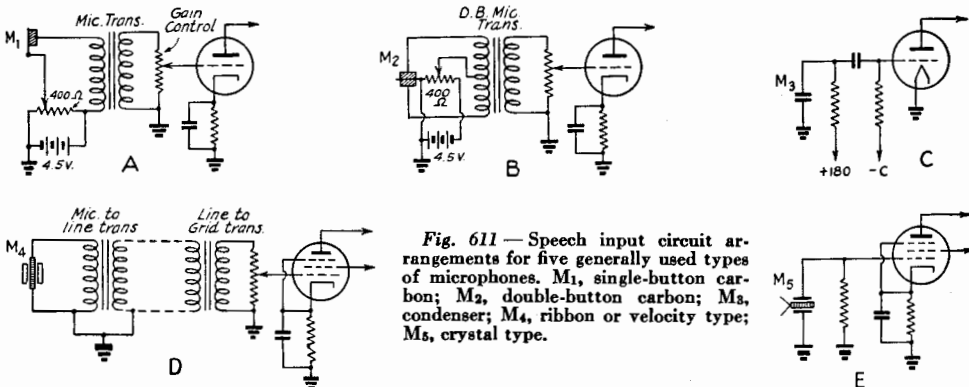 Mic. Trans.
Gain
Control
M1
400
Ω
4.5V.
A
D.B. Mic.
Trans.
M2
400
Ω
4.5V.
B
M3
+180
-C
C
Mic. to
line trans
Line to
Grid trans.
M4
D
Fig. 611 — Speech input circuit ar-
rangements for five generally used types
of microphones. M1, single-button car-
bon; M2, double-button carbon; M3,
condenser; M4, ribbon or velocity type;
M5, crystal type.
M5
E